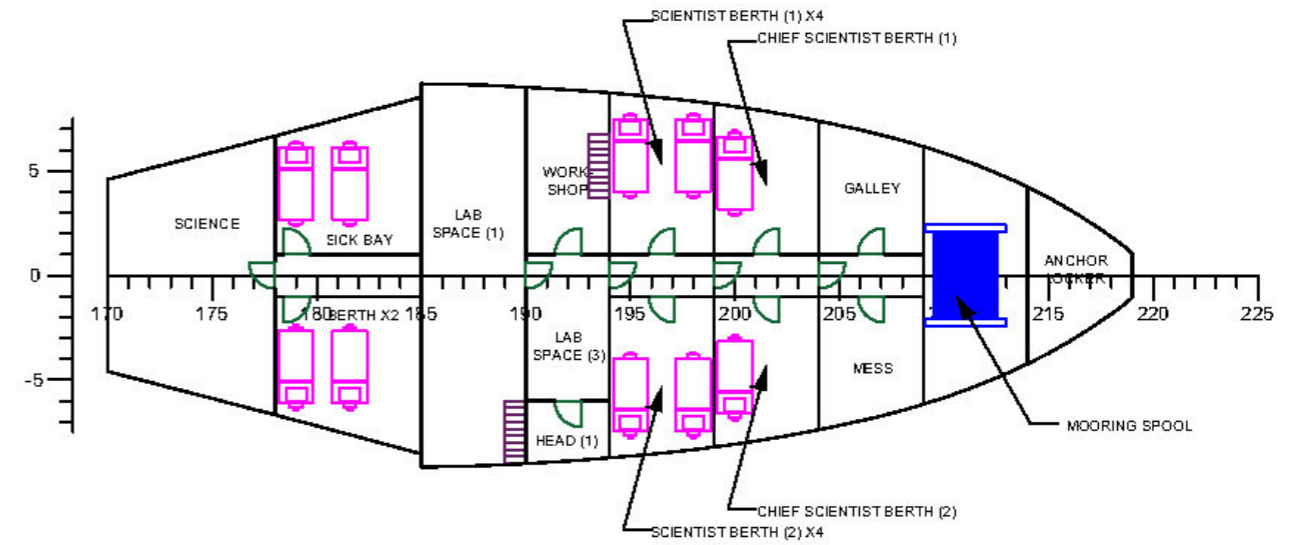 SCIENTIST BERTH (1) X4
CHIEF SCIENTIST BERTH (1)
5
WORK-
SHOP
GALLEY
SCIENCE
LAB
SPACE (1)
SICK BAY
0
ANCHOR
LOCKER
170
175
180
185
190
195
200
205
215
220
225
BERTH X2
LAB
SPACE (3)
-5
MESS
HEAD (1)
MOORING SPOOL
CHIEF SCIENTIST BERTH (2)
SCIENTIST BERTH (2) X4